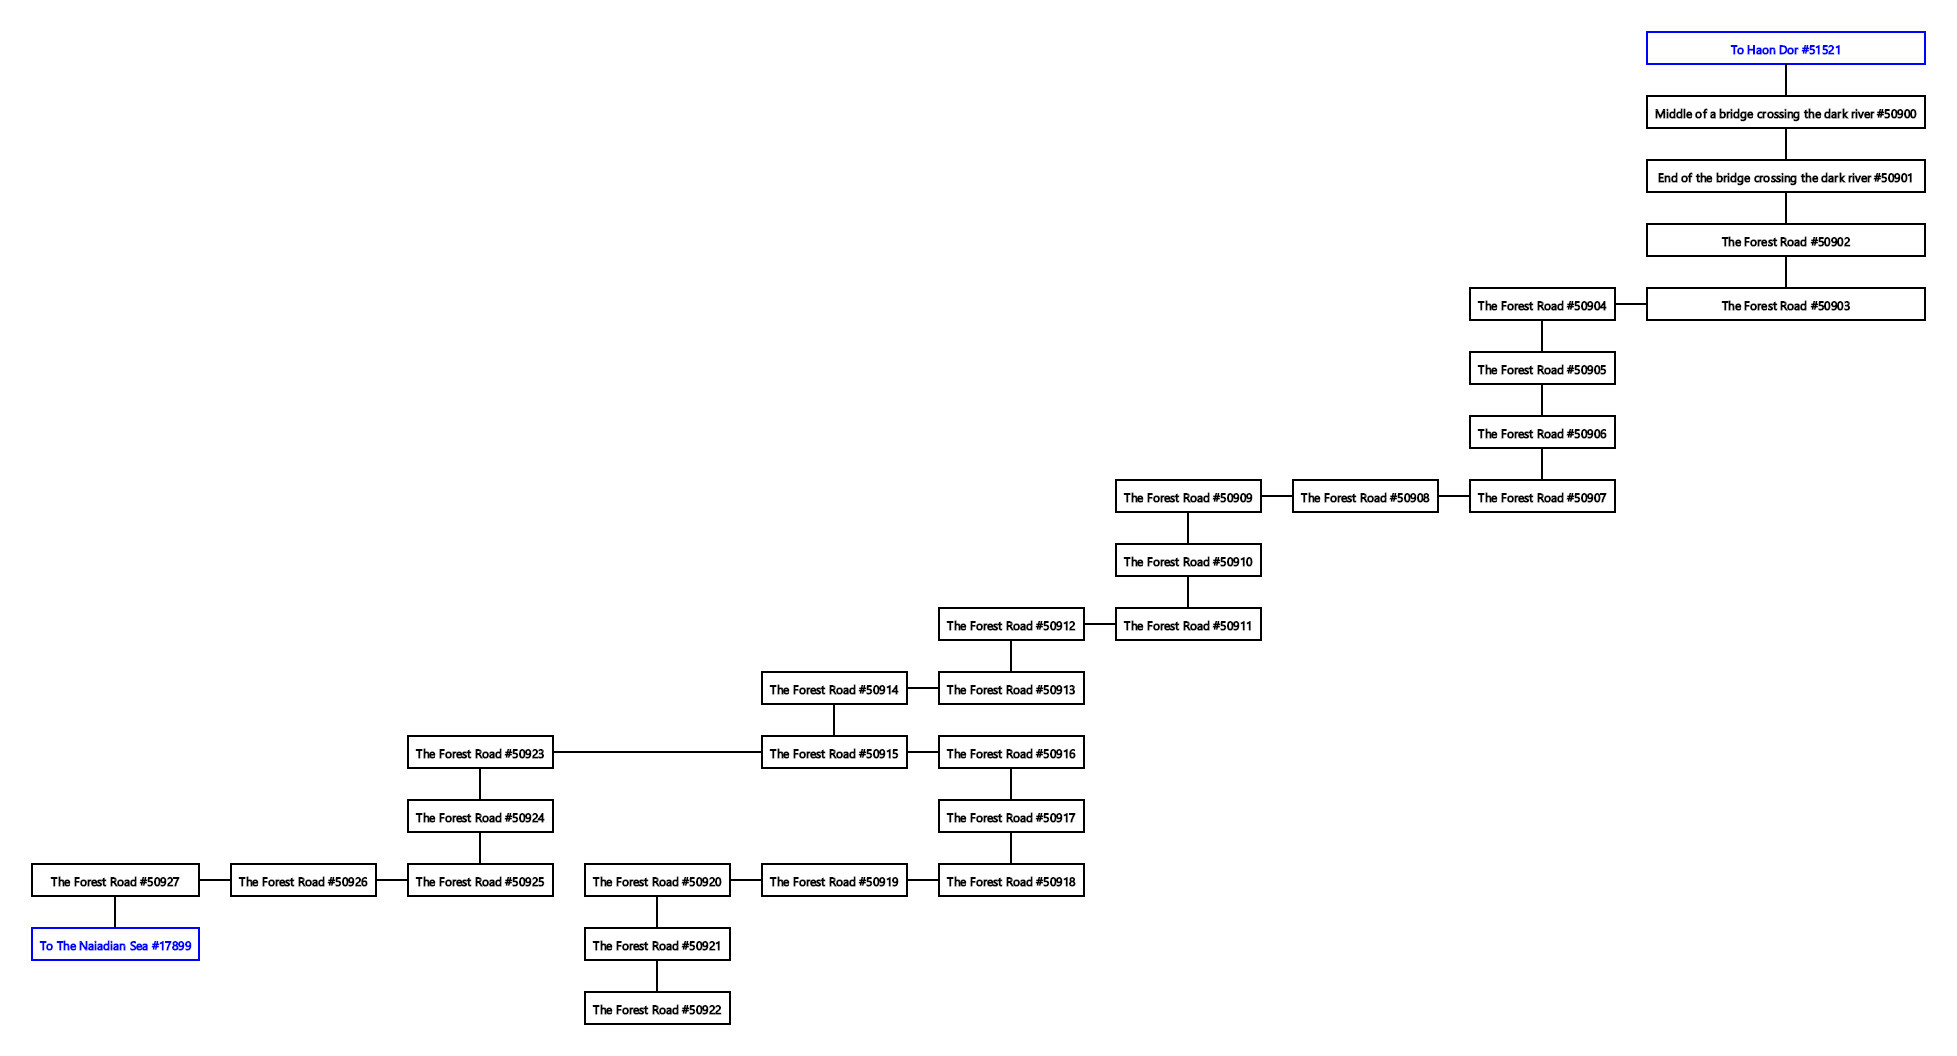 To Haon Dor #51521
Middle of a bridge crossing the dark river #50900
End of the bridge crossing the dark river #50901
The Forest Road #50902
The Forest Road #50904
The Forest Road #50903
The Forest Road #50905
The Forest Road #50906
The Forest Road #50909
The Forest Road #50908
The Forest Road #50907
The Forest Road #50910
The Forest Road #50912
The Forest Road #50911
The Forest Road #50914
The Forest Road #50913
The Forest Road #50923
The Forest Road #50915
The Forest Road #50916
The Forest Road #50924
The Forest Road #50917
The Forest Road #50927
The Forest Road #50926
The Forest Road #50925
The Forest Road #50920
The Forest Road #50919
The Forest Road #50918
To The Naiadian Sea #17899
The Forest Road #50921
The Forest Road #50922